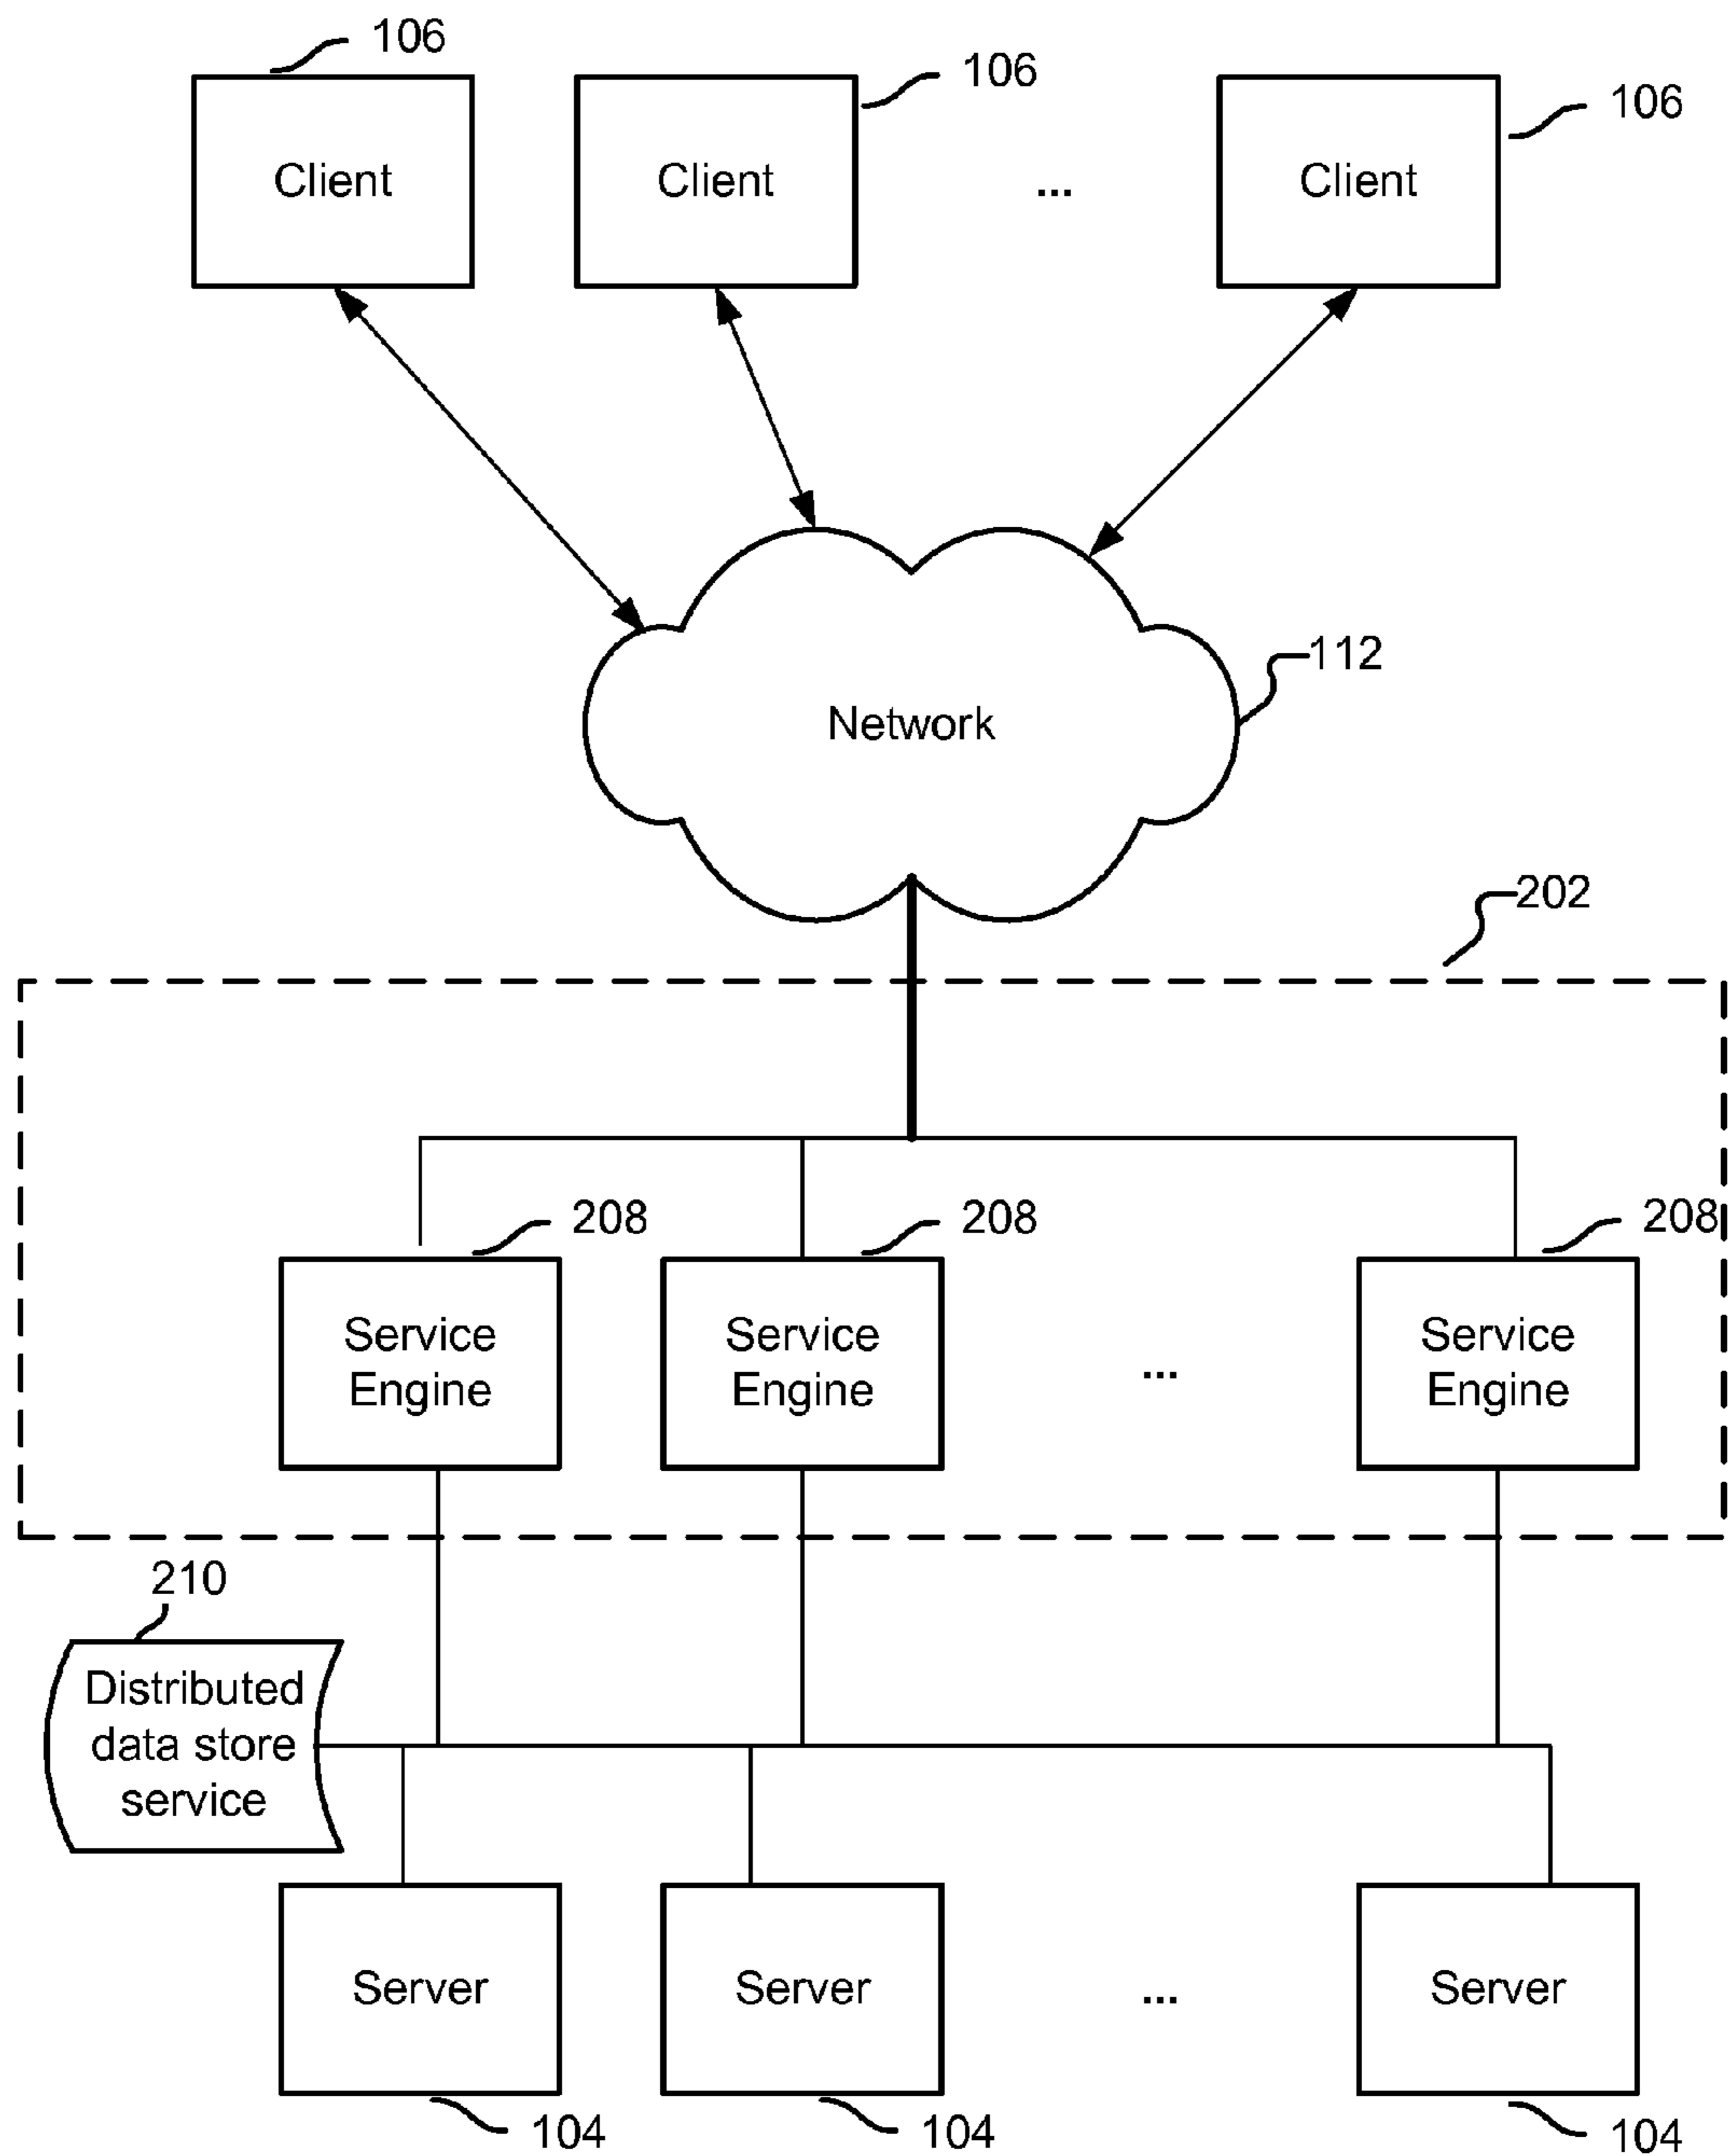 106
106
106
Client
Client
...
Client
112
Network
202
208
208
208
Service
Engine
Service
Engine
...
Service
Engine
210
Distributed
data store
service
Server
Server
...
Server
104
104
104